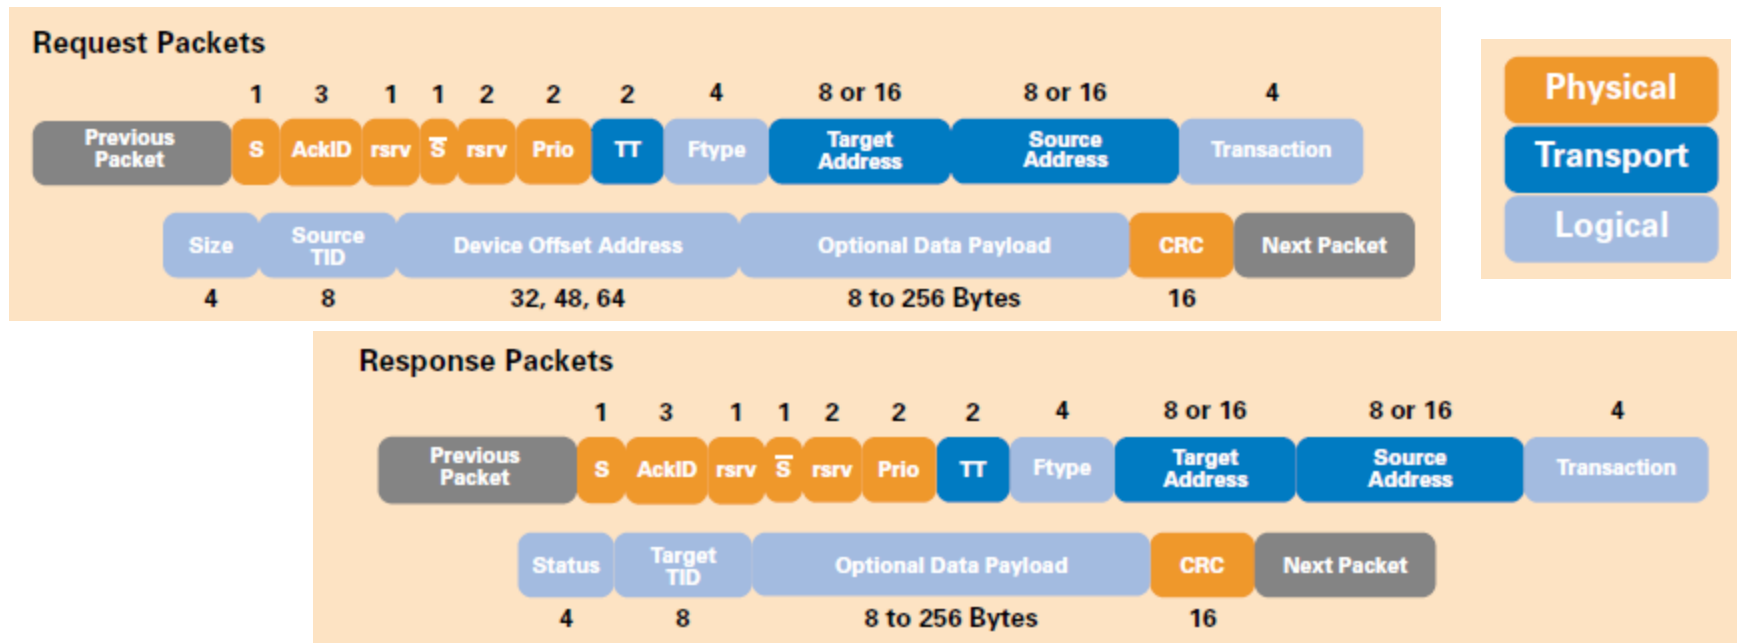 Request Packets
1 3 1 1 2 2 2 4 8 or 16 8 or 16 4
Previous
Packet
S AckID rsrv S̅ rsrv Prio TT Ftype Target
Address Source
Address Transaction
Size Source
TID Device Offset Address Optional Data Payload CRC Next Packet
4 8 32, 48, 64 8 to 256 Bytes 16
Physical
Transport
Logical
Response Packets
1 3 1 1 2 2 2 4 8 or 16 8 or 16 4
Previous
Packet
S AckID rsrv S̅ rsrv Prio TT Ftype Target
Address Source
Address Transaction
Status Target
TID Optional Data Payload CRC Next Packet
4 8 8 to 256 Bytes 16